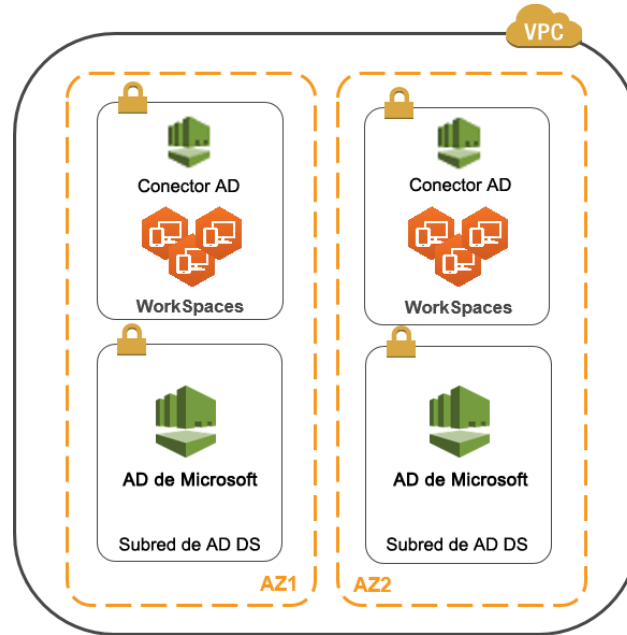 VPC
Conector AD
WorkSpaces
AD de Microsoft
Subred de AD DS
AZ1
Conector AD
WorkSpaces
AD de Microsoft
Subred de AD DS
AZ2